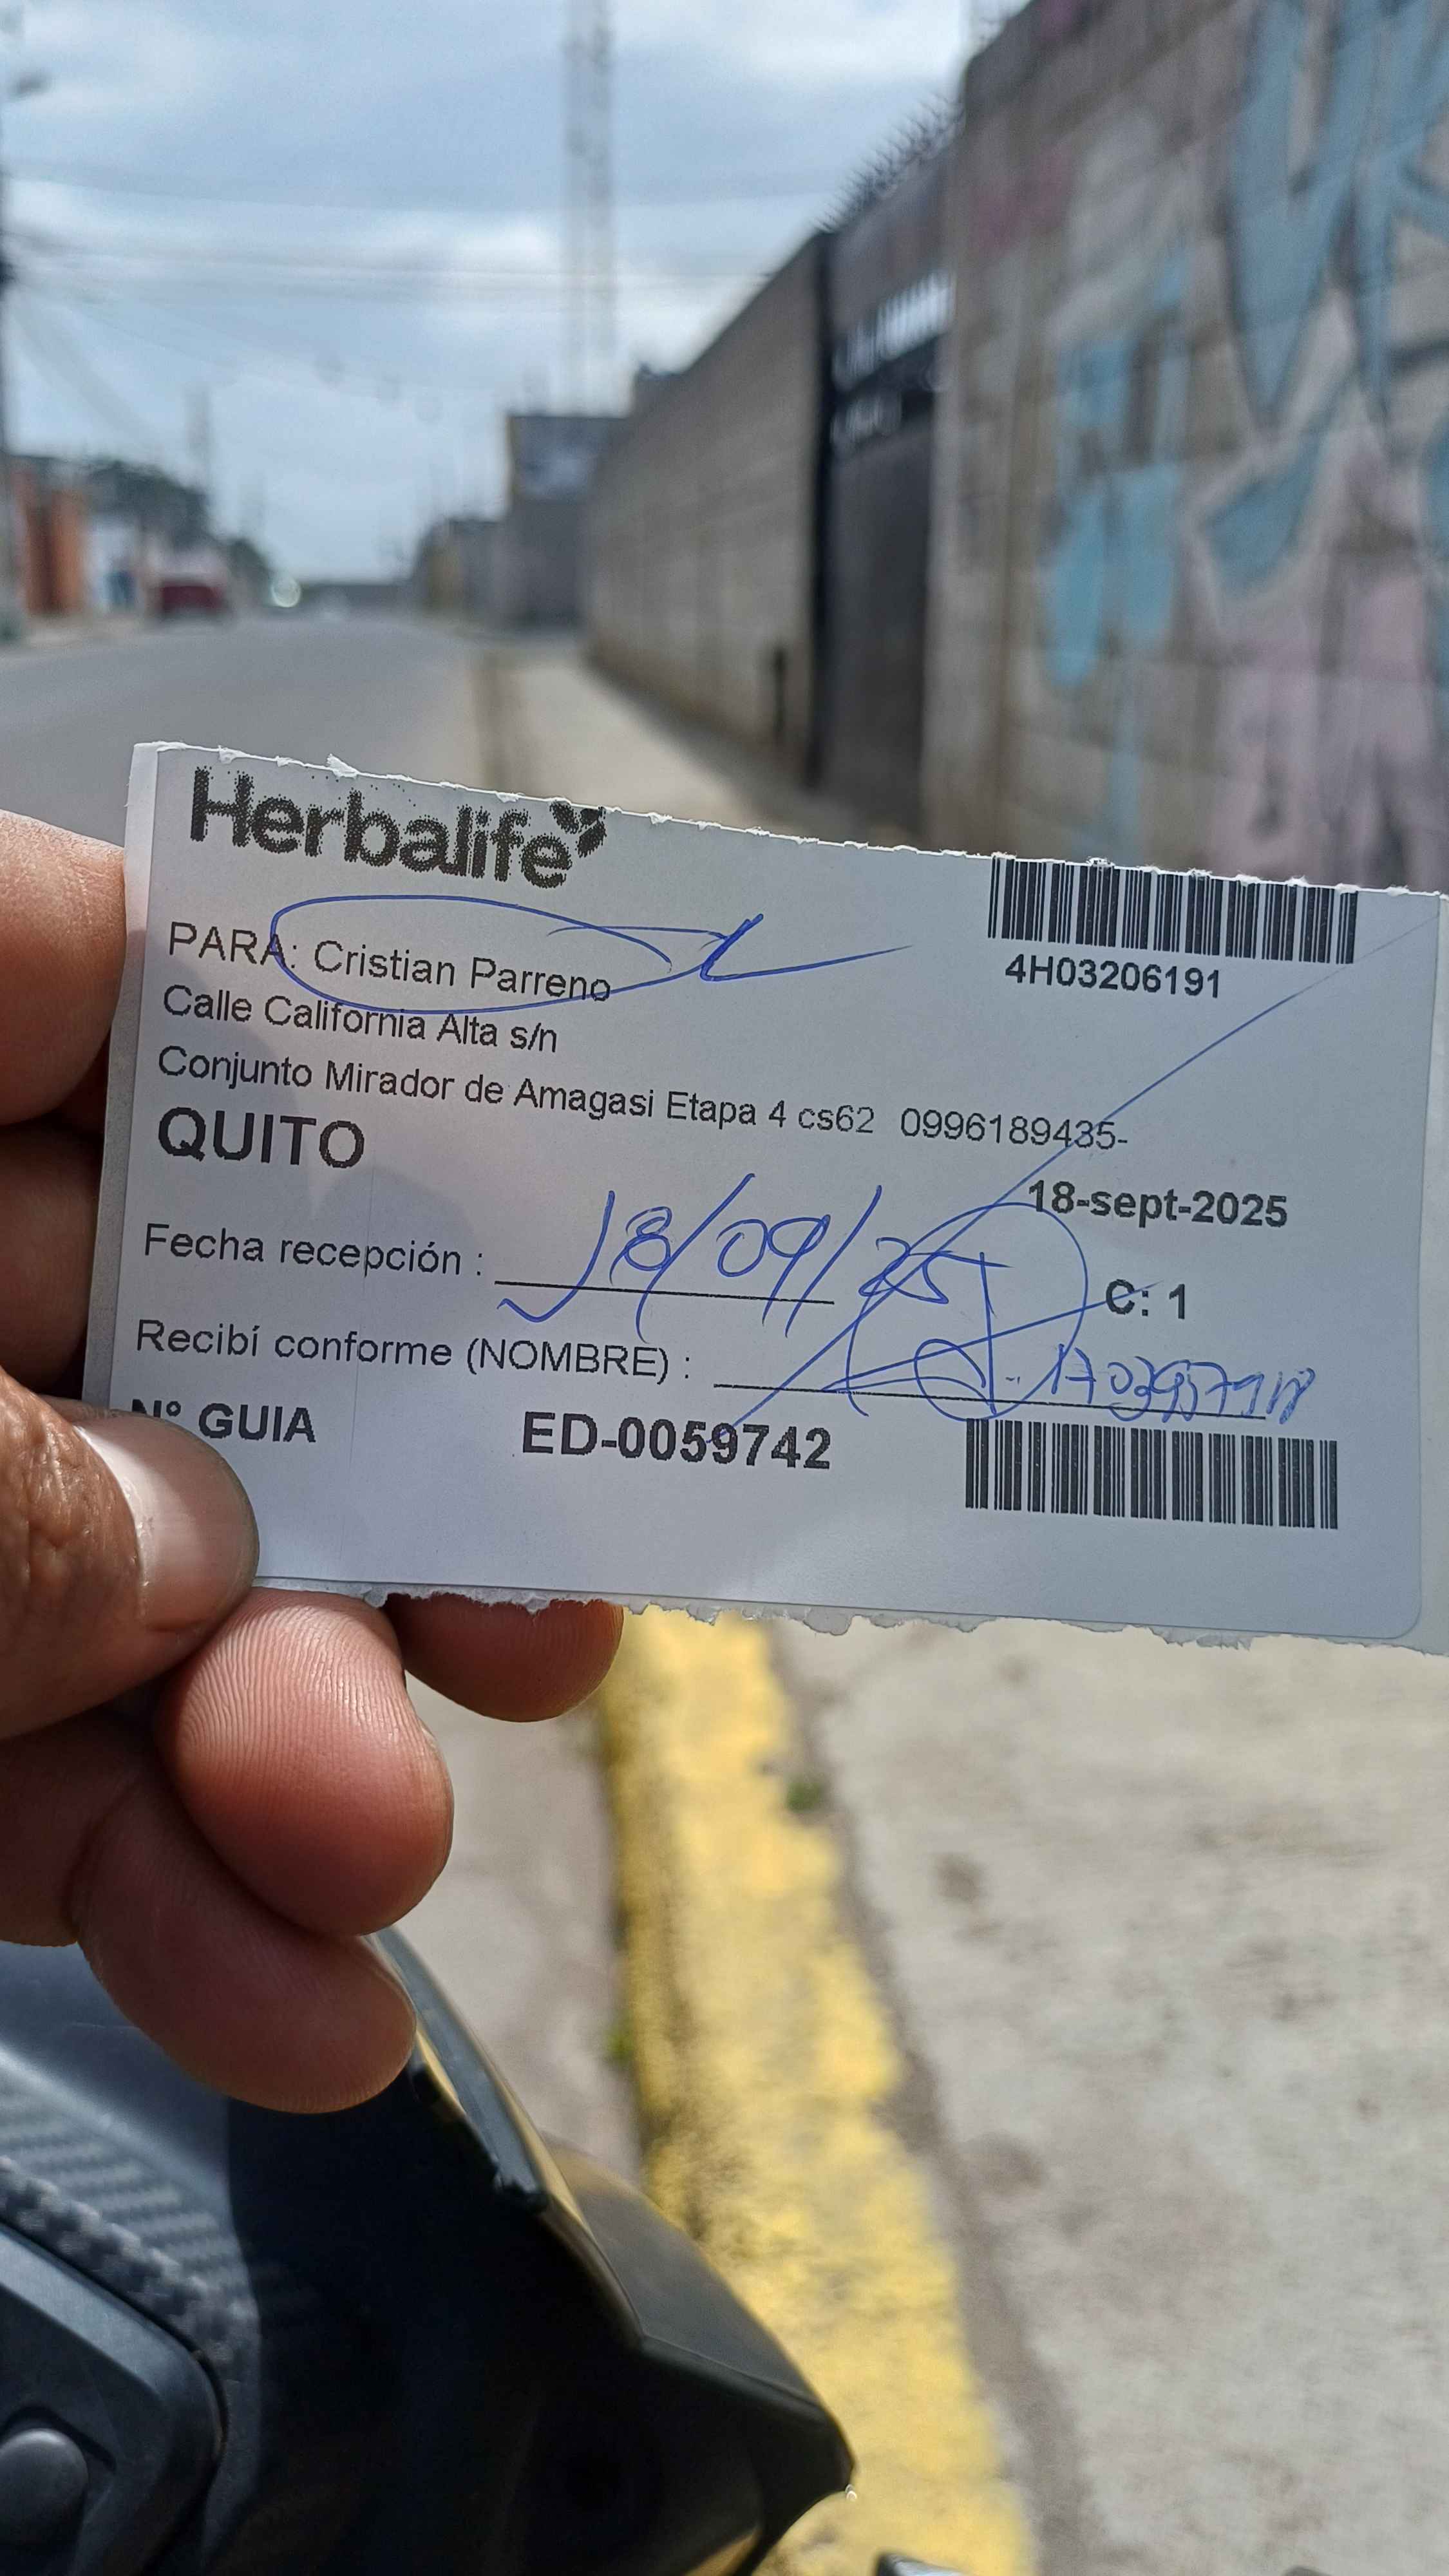 Herbalife
4H03206191
PARA: Cristian Parreno
Calle California Alta s/n
Conjunto Mirador de Amagasi Etapa 4 cs62 0996189435-
QUITO
18-sept-2025
Fecha recepción : 18/09/25
C: 1
Recibí conforme (NOMBRE) :
Nº GUIA ED-0059742